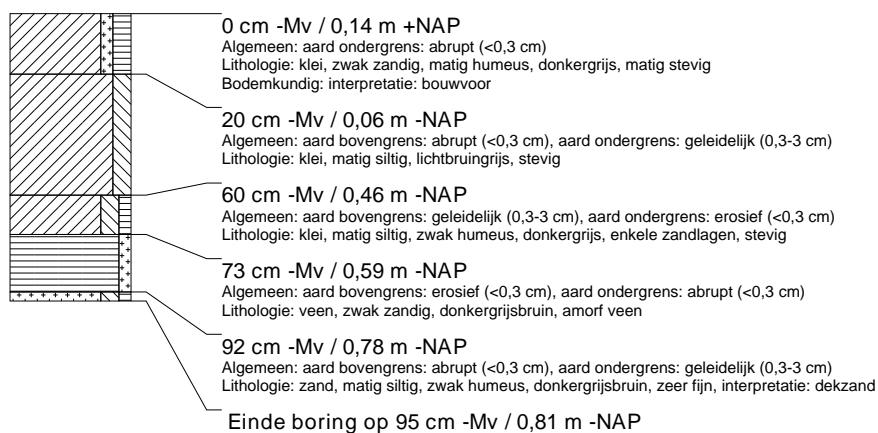 0 cm -Mv / 0,14 m +NAP
Algemeen: aard ondergrens: abrupt (<0,3 cm)
Lithologie: klei, zwak zandig, matig humeus, donkergrijs, matig stevig
Bodemkundig: interpretatie: bouwvoor
20 cm -Mv / 0,06 m -NAP
Algemeen: aard bovengrens: abrupt (<0,3 cm), aard ondergrens: geleidelijk (0,3-3 cm)
Lithologie: klei, matig siltig, lichtbruingrijs, stevig
60 cm -Mv / 0,46 m -NAP
Algemeen: aard bovengrens: geleidelijk (0,3-3 cm), aard ondergrens: erosief (<0,3 cm)
Lithologie: klei, matig siltig, zwak humeus, donkergrijs, enkele zandlagen, stevig
73 cm -Mv / 0,59 m -NAP
Algemeen: aard bovengrens: erosief (<0,3 cm), aard ondergrens: abrupt (<0,3 cm)
Lithologie: veen, zwak zandig, donkergrijsbruin, amorf veen
92 cm -Mv / 0,78 m -NAP
Algemeen: aard bovengrens: abrupt (<0,3 cm), aard ondergrens: geleidelijk (0,3-3 cm)
Lithologie: zand, matig siltig, zwak humeus, donkergrijsbruin, zeer fijn, interpretatie: dekzand
Einde boring op 95 cm -Mv / 0,81 m -NAP